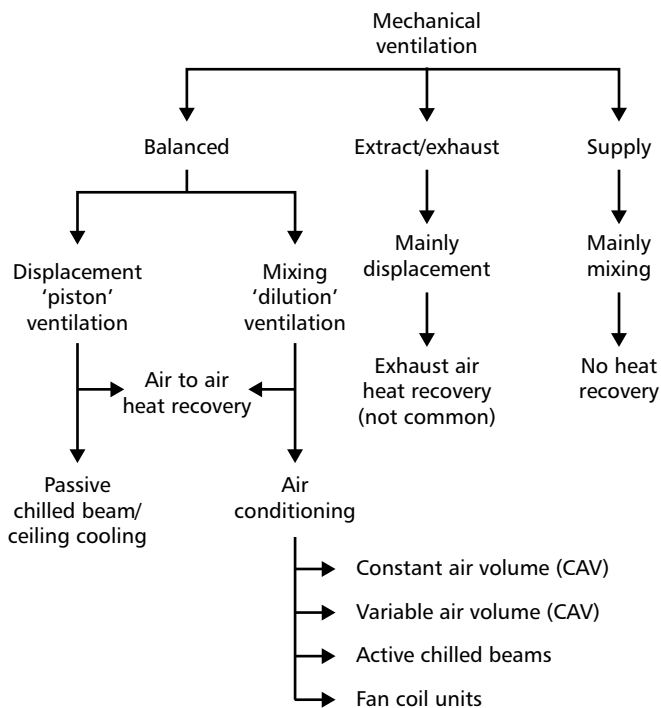 Mechanical
ventilation
Balanced
Extract/exhaust
Supply
Displacement
‘piston’
ventilation
Mixing
‘dilution’
ventilation
Mainly
displacement
Mainly
mixing
Air to air
heat recovery
Exhaust air
heat recovery
(not common)
No heat
recovery
Passive
chilled beam/
ceiling cooling
Air
conditioning
Constant air volume (CAV)
Variable air volume (CAV)
Active chilled beams
Fan coil units